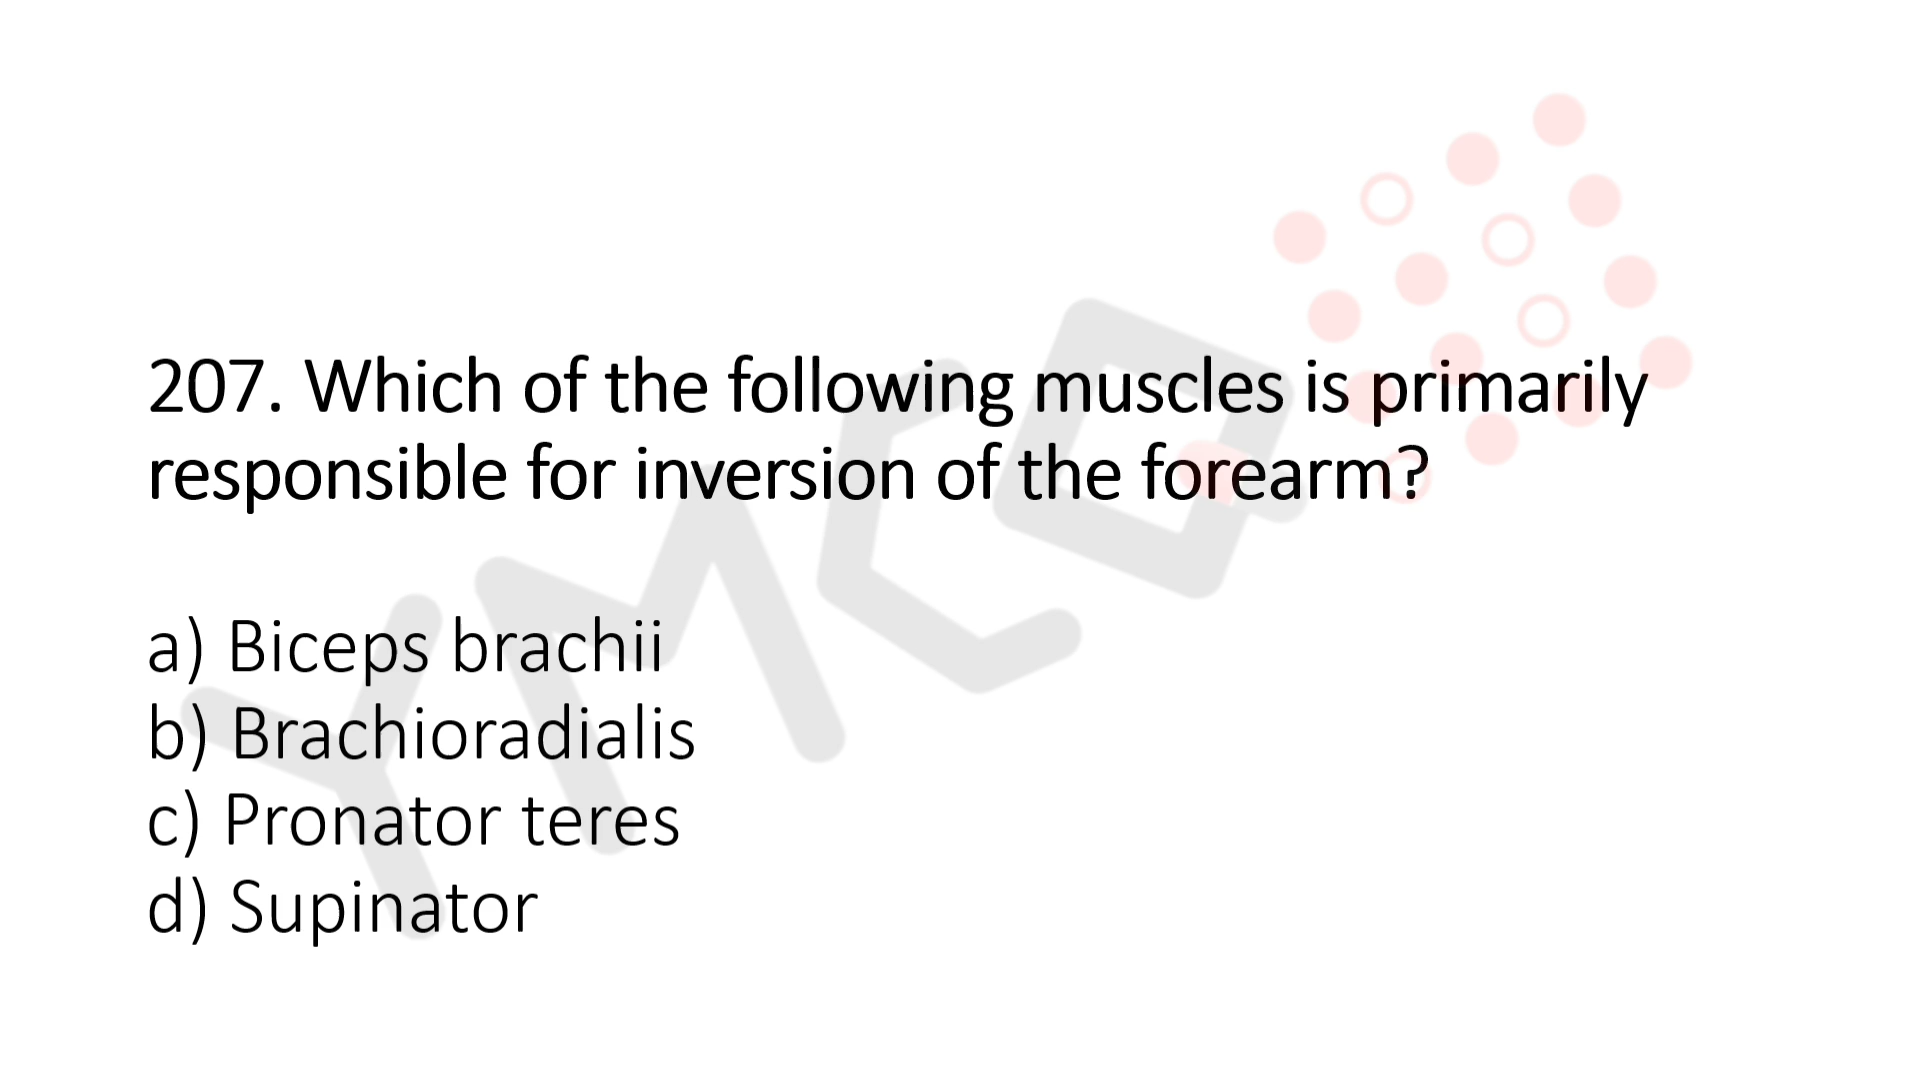 207. Which of the following muscles is primarily
responsible for inversion of the forearm?
a) Biceps brachii
b) Brachioradialis
c) Pronator teres
d) Supinator
YMCQ